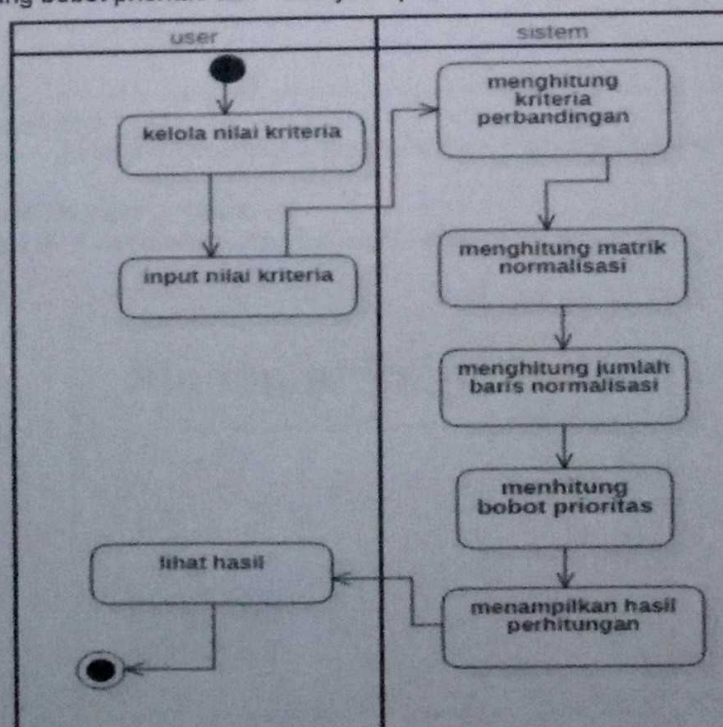 bobot
user
sistem
kelola nilai kriteria
input nilai kriteria
menghitung
kriteria
perbandingan
menghitung matrik
normalisasi
menghitung jumlah
baris normalisasi
menhitung
bobot prioritas
menampilkan hasil
perhitungan
lihat hasil